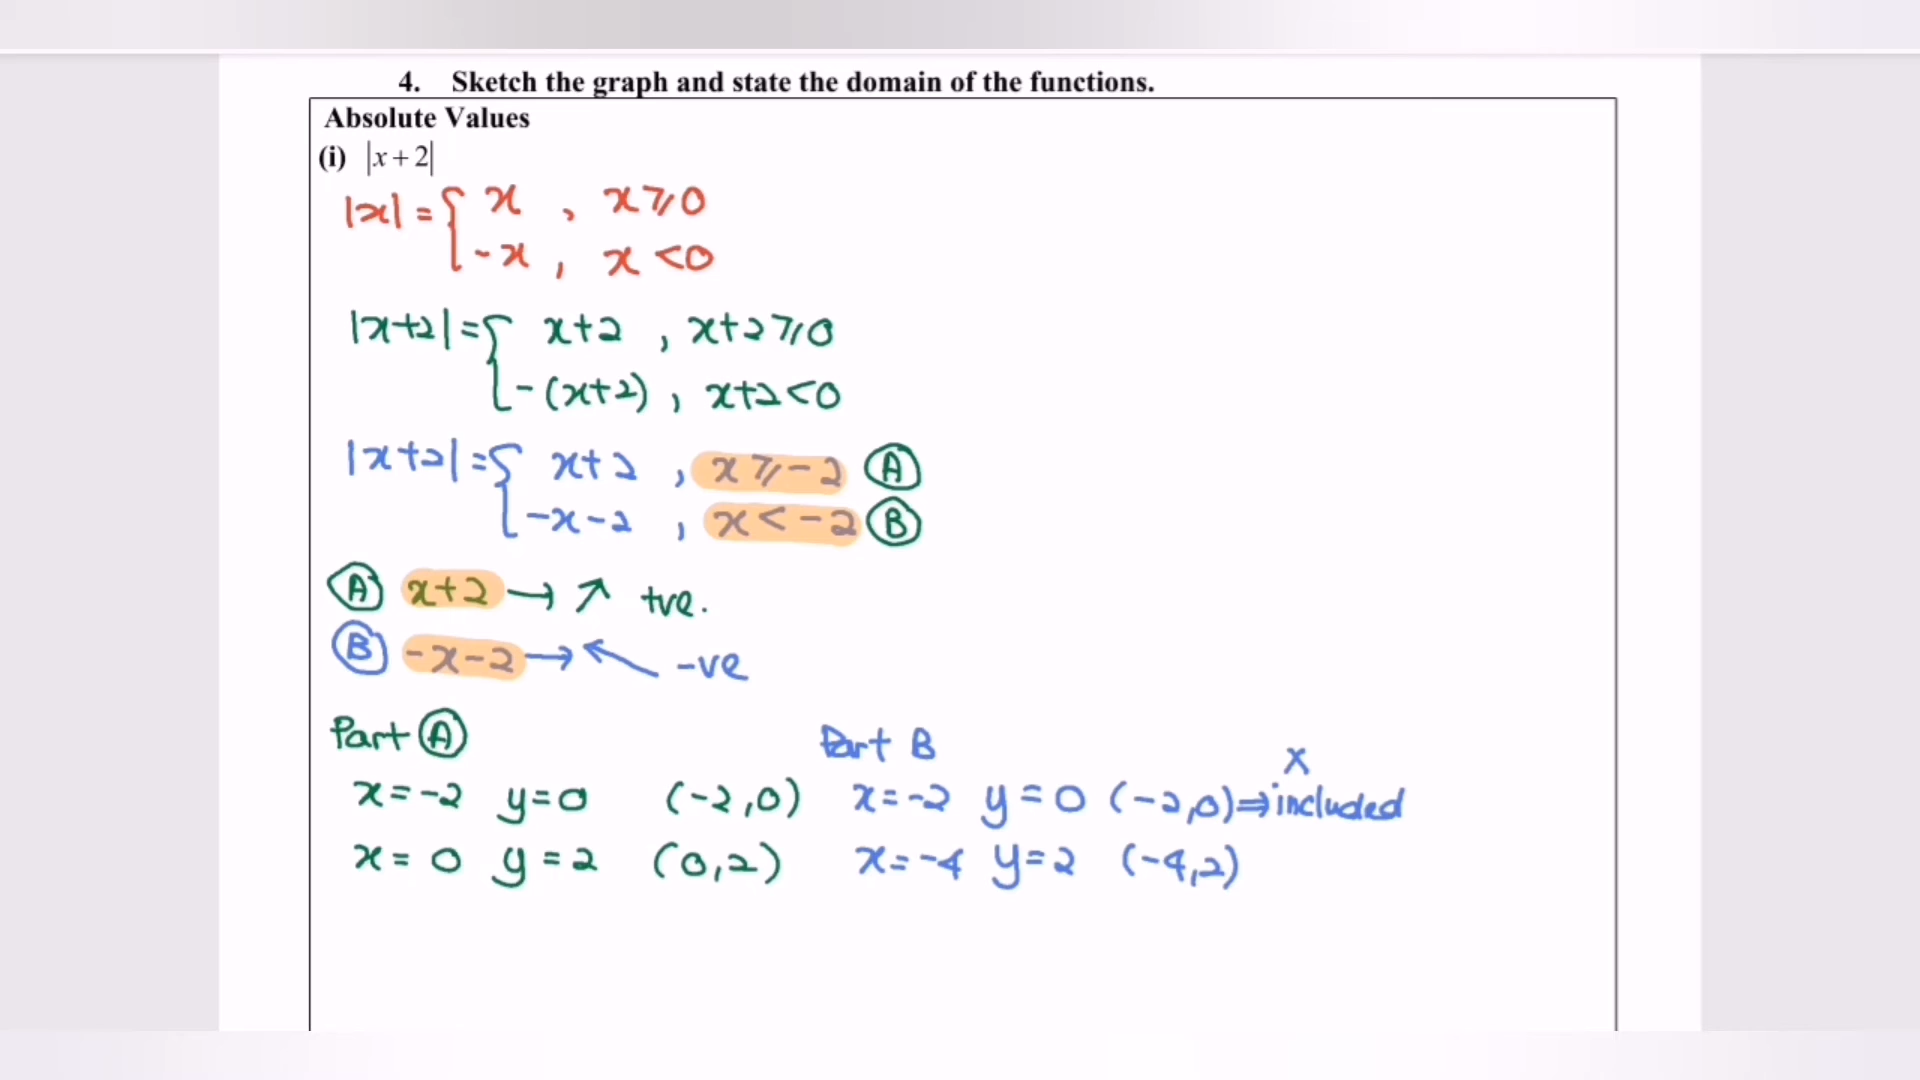 4. Sketch the graph and state the domain of the functions.
Absolute Values
(i) |x + 2|
|x| = { x , x ≥ 0
-x , x < 0
|x+2| = { x+2 , x+2 ≥ 0
-(x+2) , x+2 < 0
|x+2| = { x+2 , x ≥ -2 A
-x-2 , x < -2 B
A x+2 → ↗ +ve.
B -x-2 → ↖ -ve
Part A
x = -2 y = 0 (-2,0)
x = 0 y = 2 (0,2)
Part B
x
x = -2 y = 0 (-2,0) ⇒ included
x = -4 y = 2 (-4,2)